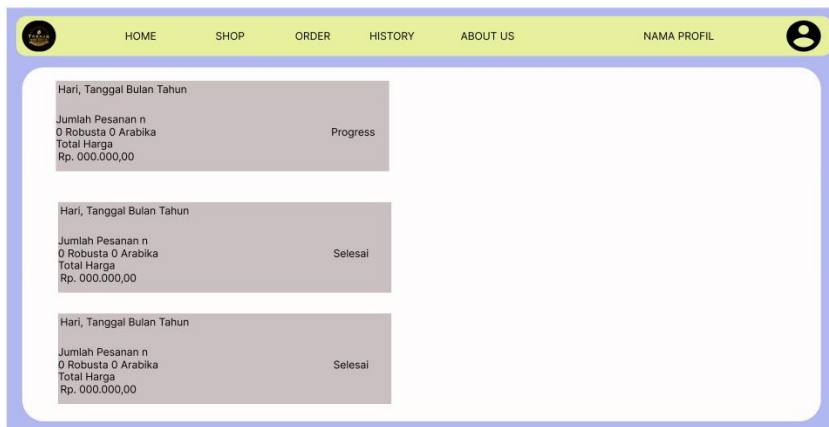 HOME SHOP ORDER HISTORY ABOUT US NAMA PROFIL
Hari, Tanggal Bulan Tahun
Jumlah Pesanan n
0 Robusta 0 Arabika
Progress
Total Harga
Rp. 000.000,00
Hari, Tanggal Bulan Tahun
Jumlah Pesanan n
0 Robusta 0 Arabika
Selesai
Total Harga
Rp. 000.000,00
Hari, Tanggal Bulan Tahun
Jumlah Pesanan n
0 Robusta 0 Arabika
Selesai
Total Harga
Rp. 000.000,00